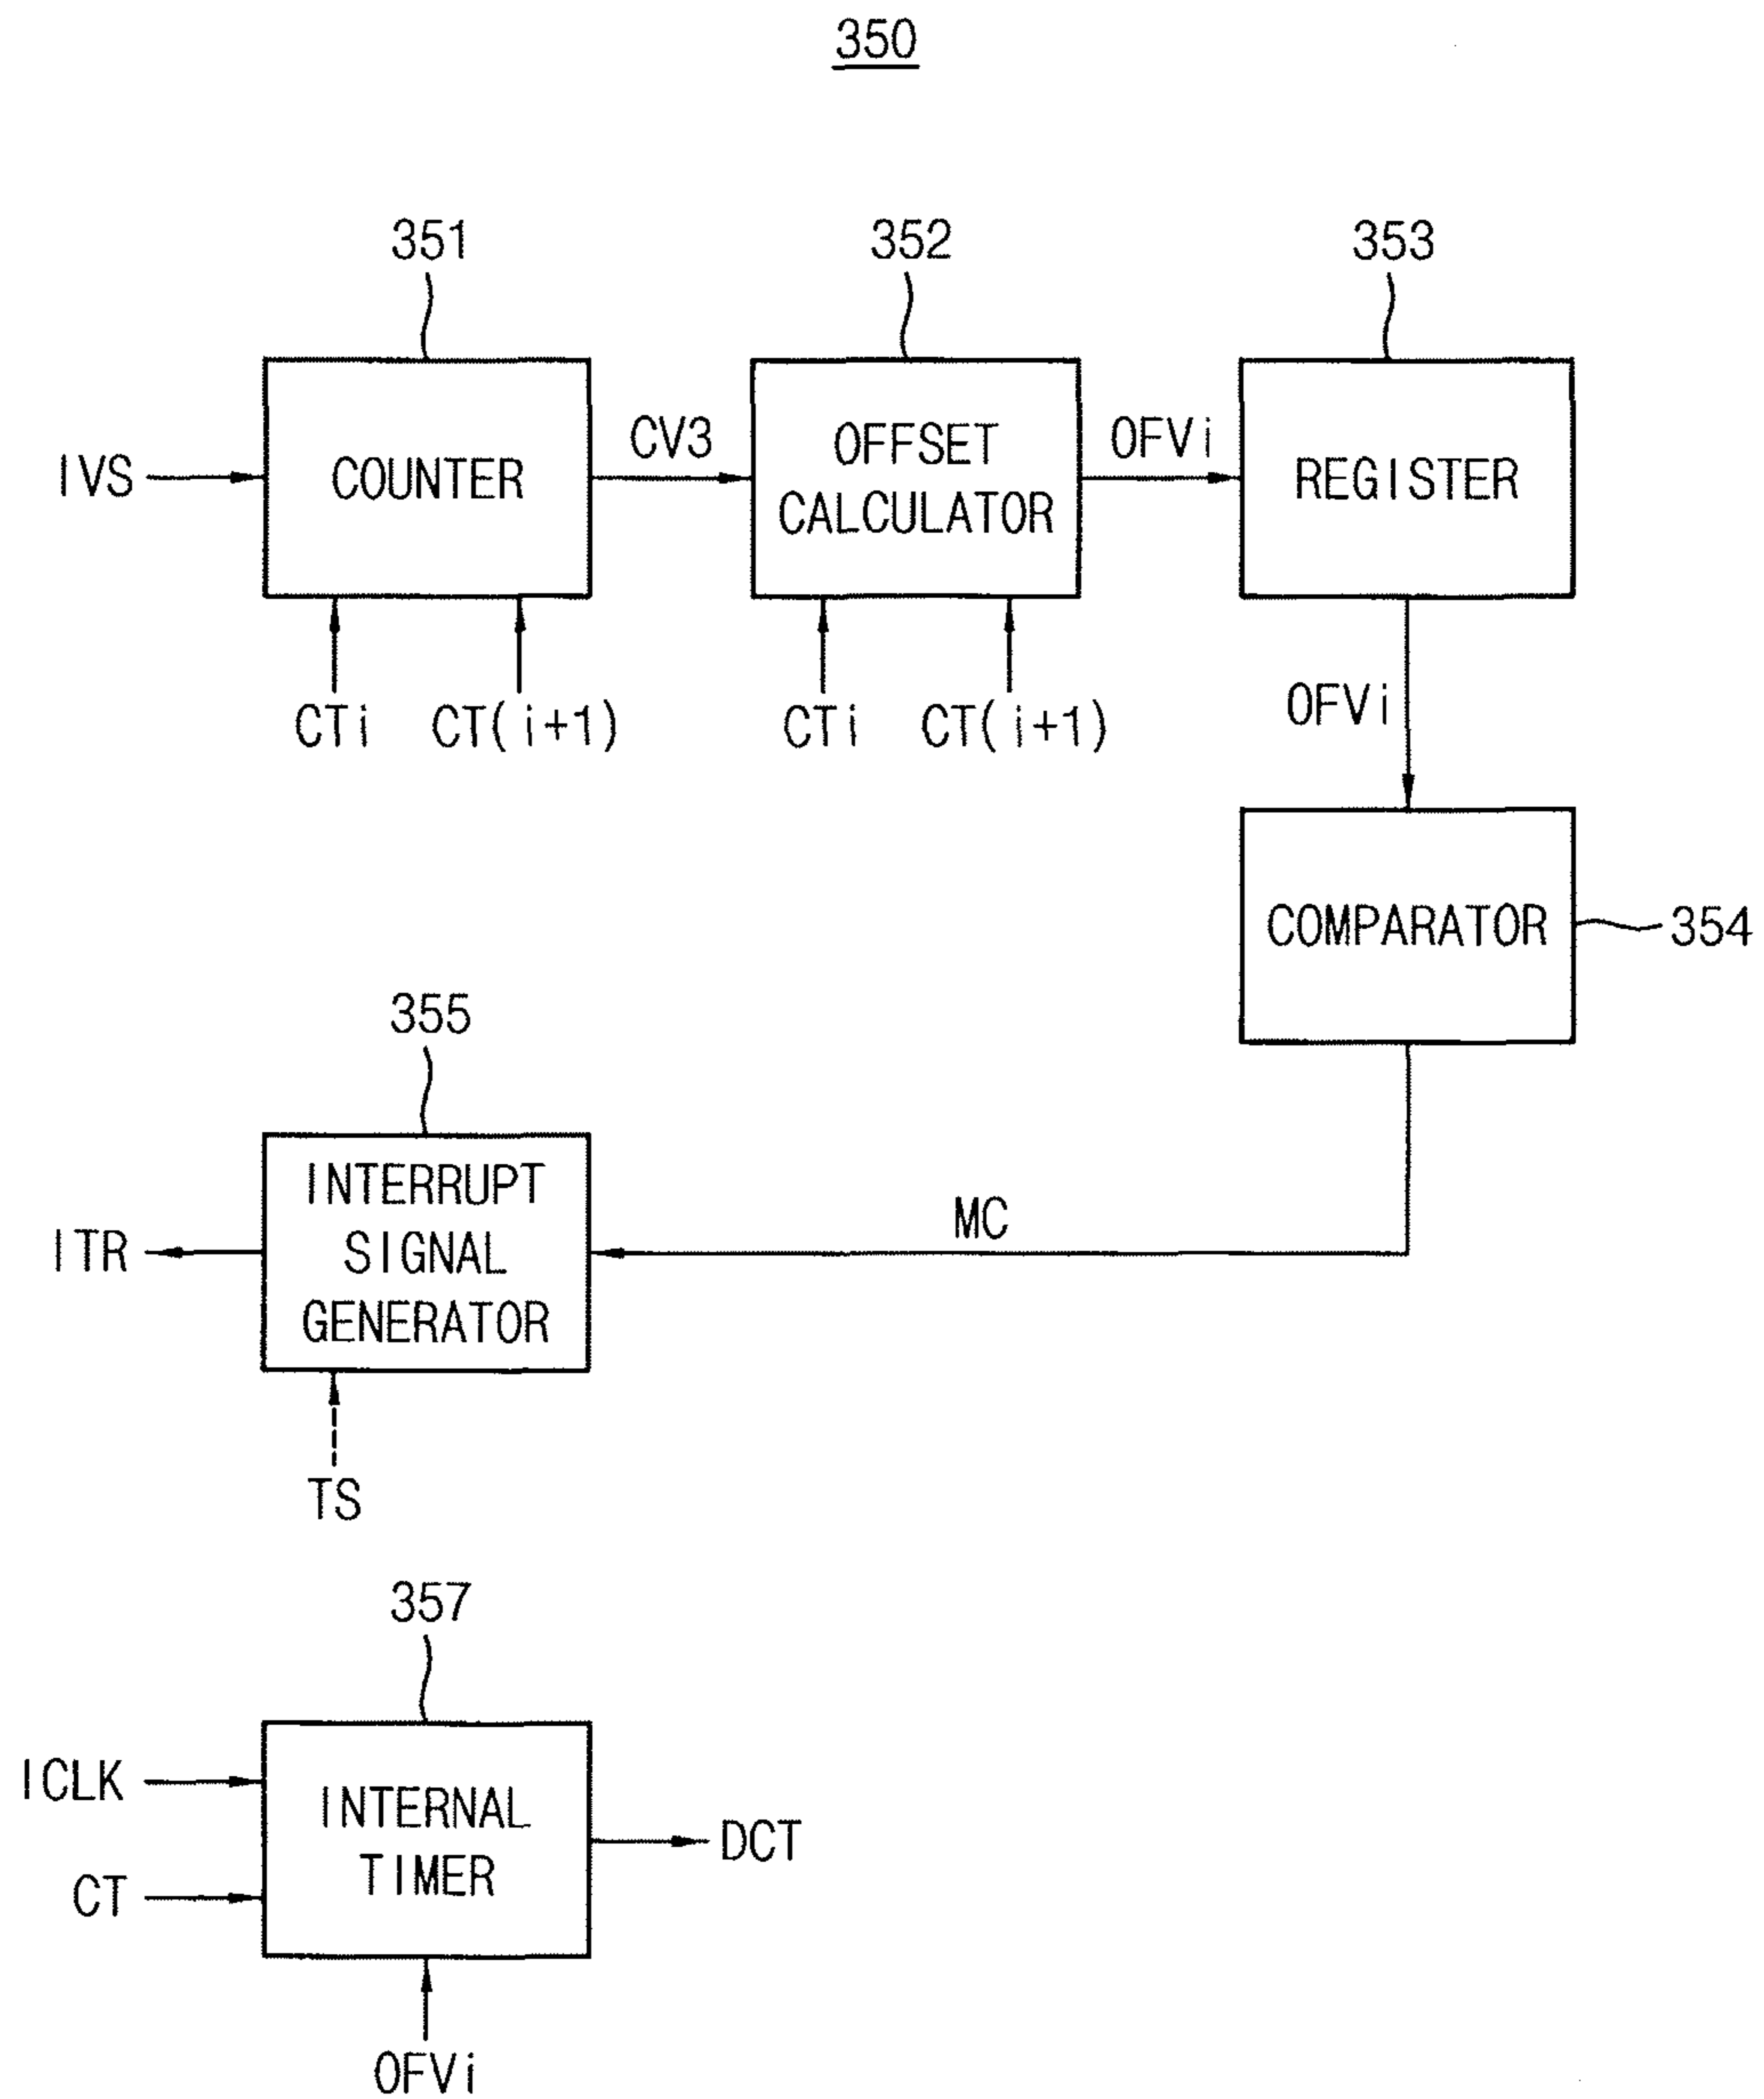 350
351
352
353
IVS
COUNTER
CV3
OFFSET
CALCULATOR
OFVi
REGISTER
CTi
CT(i+1)
CTi
CT(i+1)
OFVi
COMPARATOR
354
355
INTERRUPT
SIGNAL
GENERATOR
ITR
MC
TS
357
ICLK
CT
INTERNAL
TIMER
DCT
OFVi